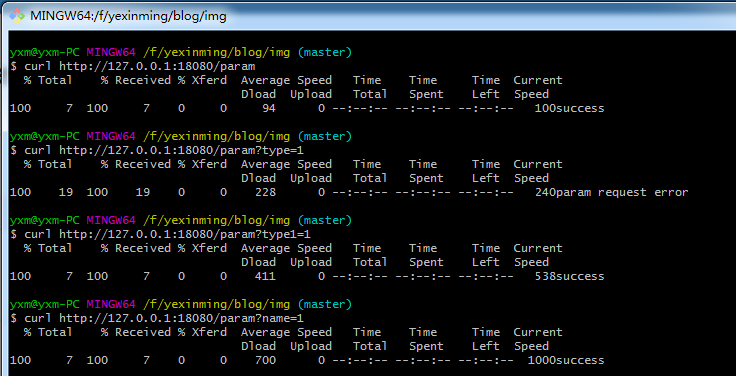 MINGW64:/f/yexinming/blog/img
yxm@yxm-PC MINGW64 /f/yexinming/blog/img (master)
$ curl http://127.0.0.1:18080/param
  % Total    % Received % Xferd  Average Speed   Time    Time     Time  Current
                                 Dload  Upload   Total   Spent    Left  Speed
100     7  100     7    0     0     94      0 --:--:-- --:--:-- --:--:--   100success
yxm@yxm-PC MINGW64 /f/yexinming/blog/img (master)
$ curl http://127.0.0.1:18080/param?type=1
  % Total    % Received % Xferd  Average Speed   Time    Time     Time  Current
                                 Dload  Upload   Total   Spent    Left  Speed
100    19  100    19    0     0    228      0 --:--:-- --:--:-- --:--:--   240param request error
yxm@yxm-PC MINGW64 /f/yexinming/blog/img (master)
$ curl http://127.0.0.1:18080/param?type1=1
  % Total    % Received % Xferd  Average Speed   Time    Time     Time  Current
                                 Dload  Upload   Total   Spent    Left  Speed
100     7  100     7    0     0    411      0 --:--:-- --:--:-- --:--:--   538success
yxm@yxm-PC MINGW64 /f/yexinming/blog/img (master)
$ curl http://127.0.0.1:18080/param?name=1
  % Total    % Received % Xferd  Average Speed   Time    Time     Time  Current
                                 Dload  Upload   Total   Spent    Left  Speed
100     7  100     7    0     0    700      0 --:--:-- --:--:-- --:--:--  1000success